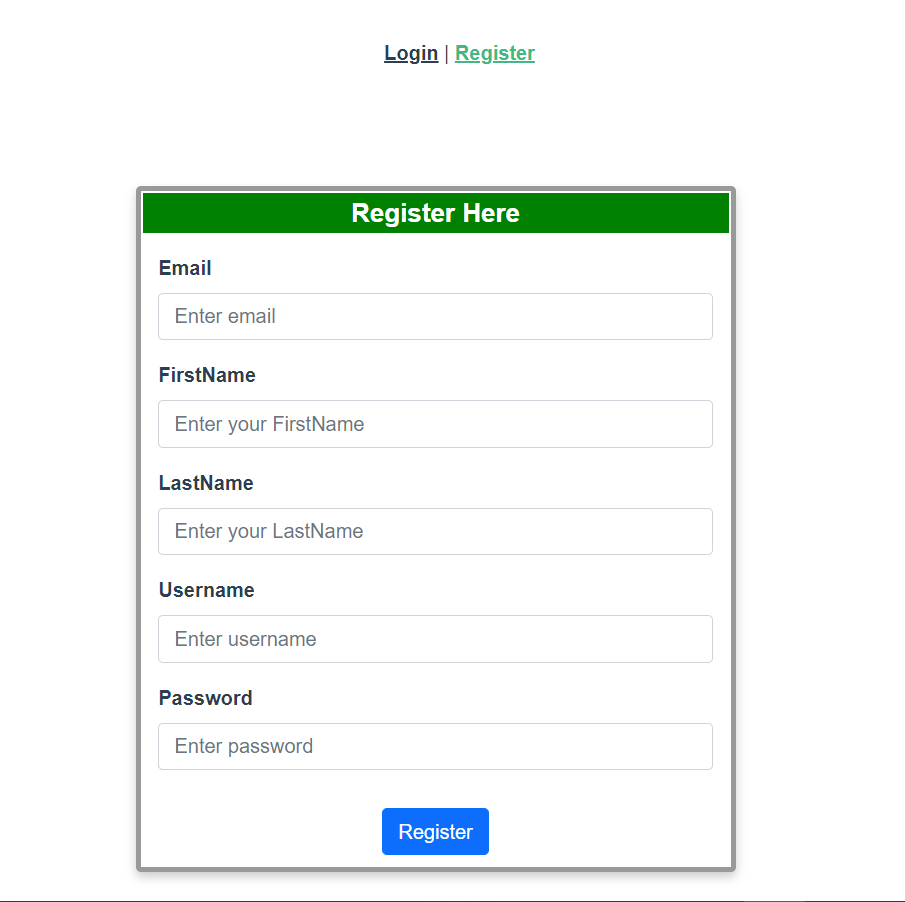 Login | Register
Register Here
Email
Enter email
FirstName
Enter your FirstName
LastName
Enter your LastName
Username
Enter username
Password
Enter password
Register